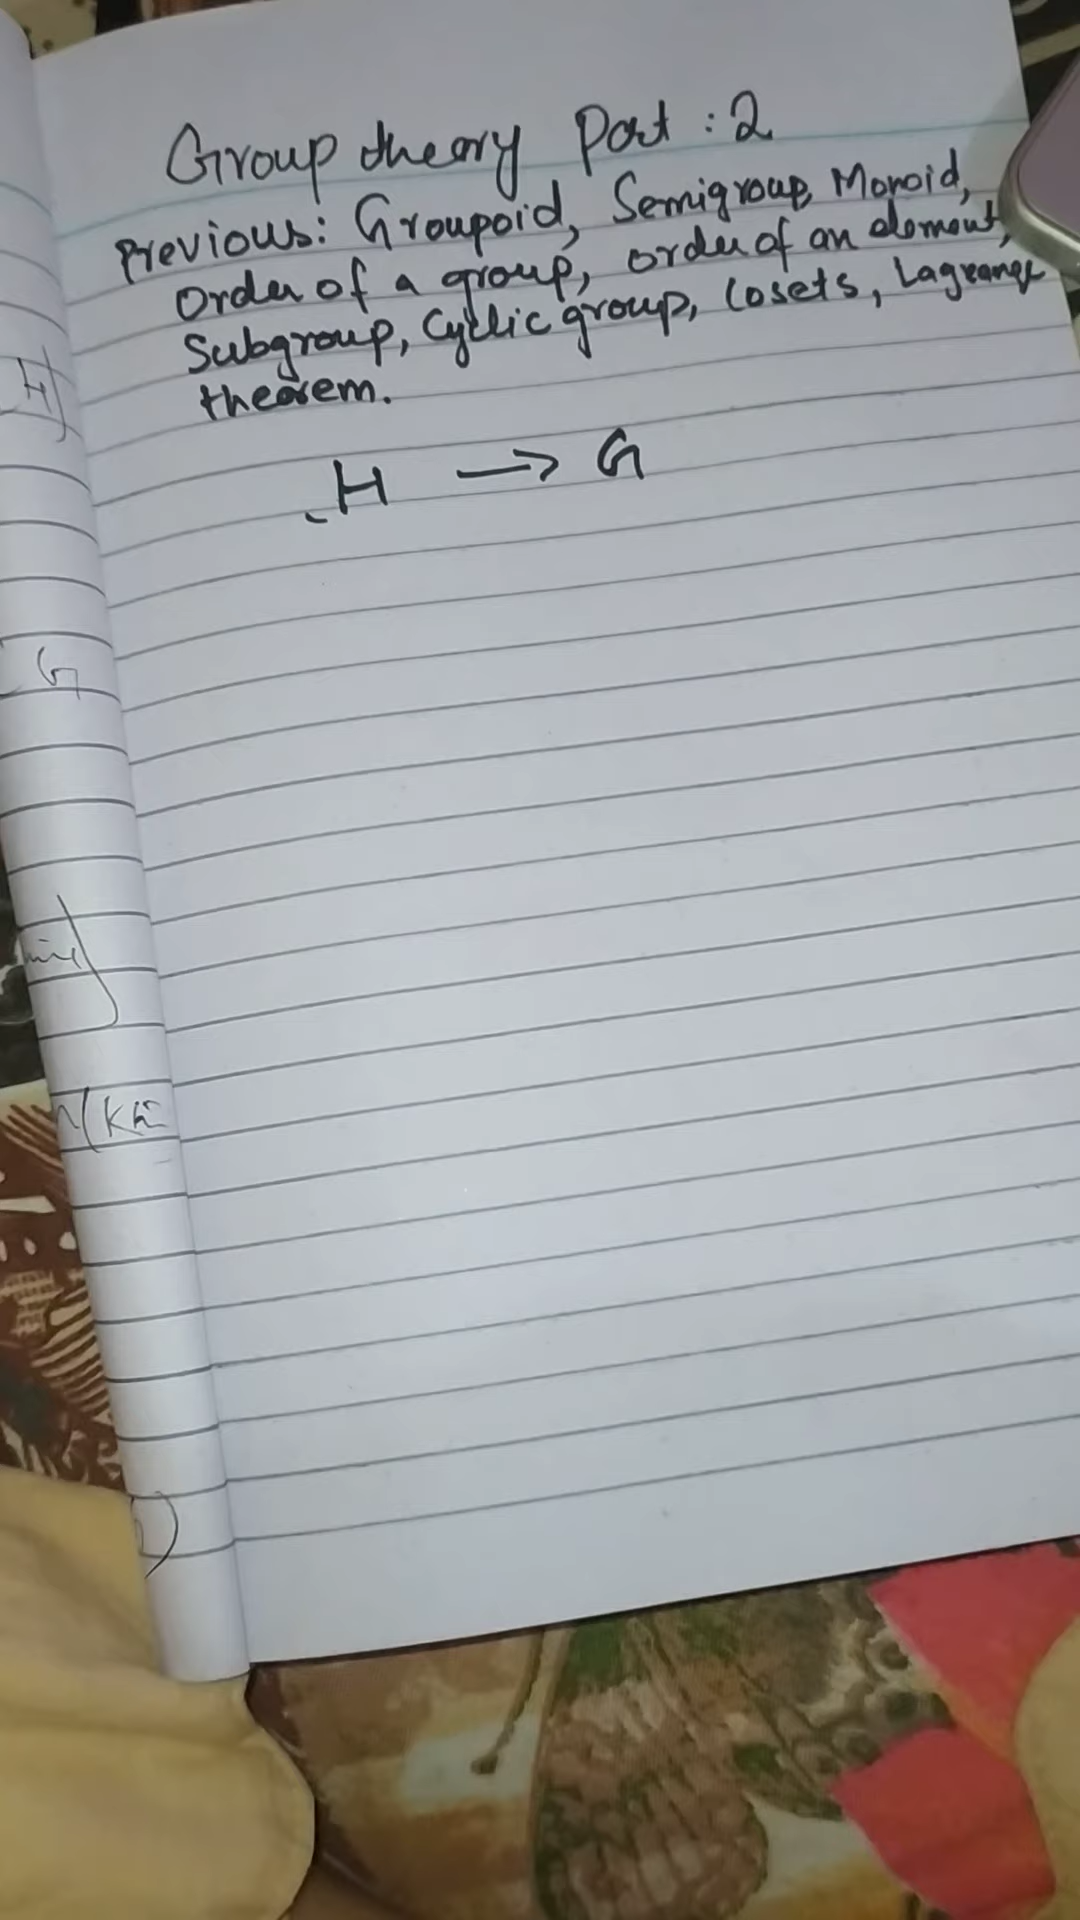 Group theory Part : 2
Previous: Groupoid, Semigroup, Monoid,
Order of a group, order of an element,
Subgroup, Cyclic group, Cosets, Lagrange
theorem.
H → G
H)
G